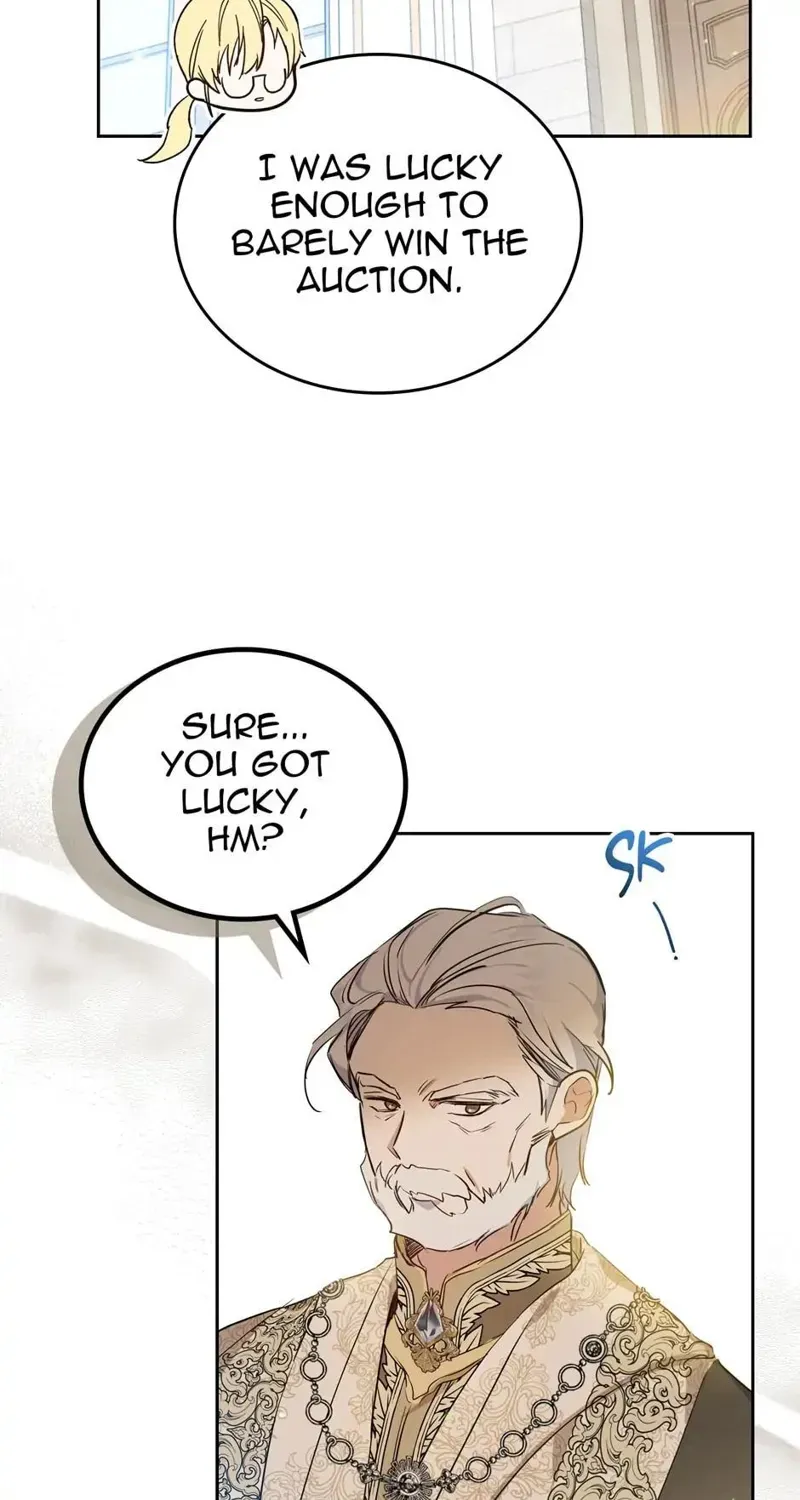 I WAS LUCKY
ENOUGH TO
BARELY WIN THE
AUCTION.
SURE...
YOU GOT
LUCKY,
HM?
SK